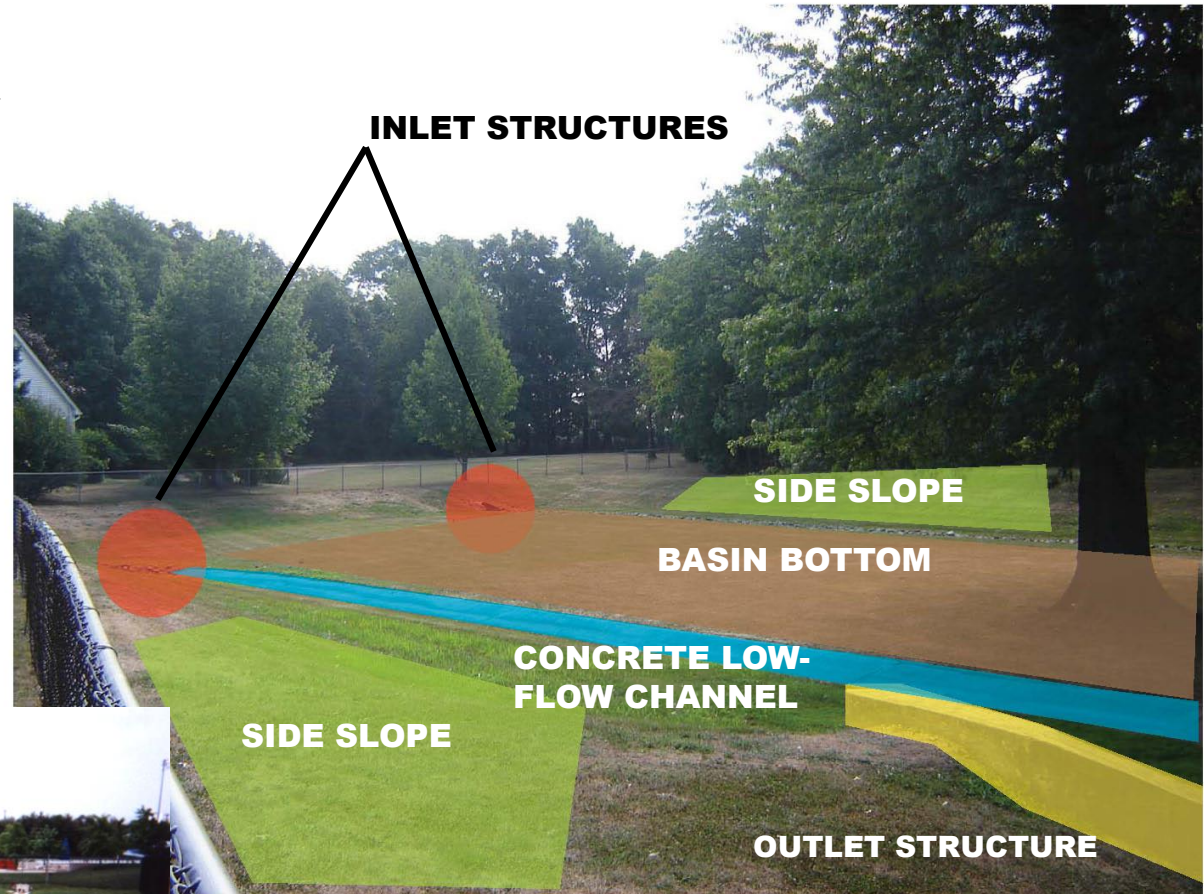 INLET STRUCTURES
SIDE SLOPE
BASIN BOTTOM
CONCRETE LOW-
FLOW CHANNEL
SIDE SLOPE
OUTLET STRUCTURE